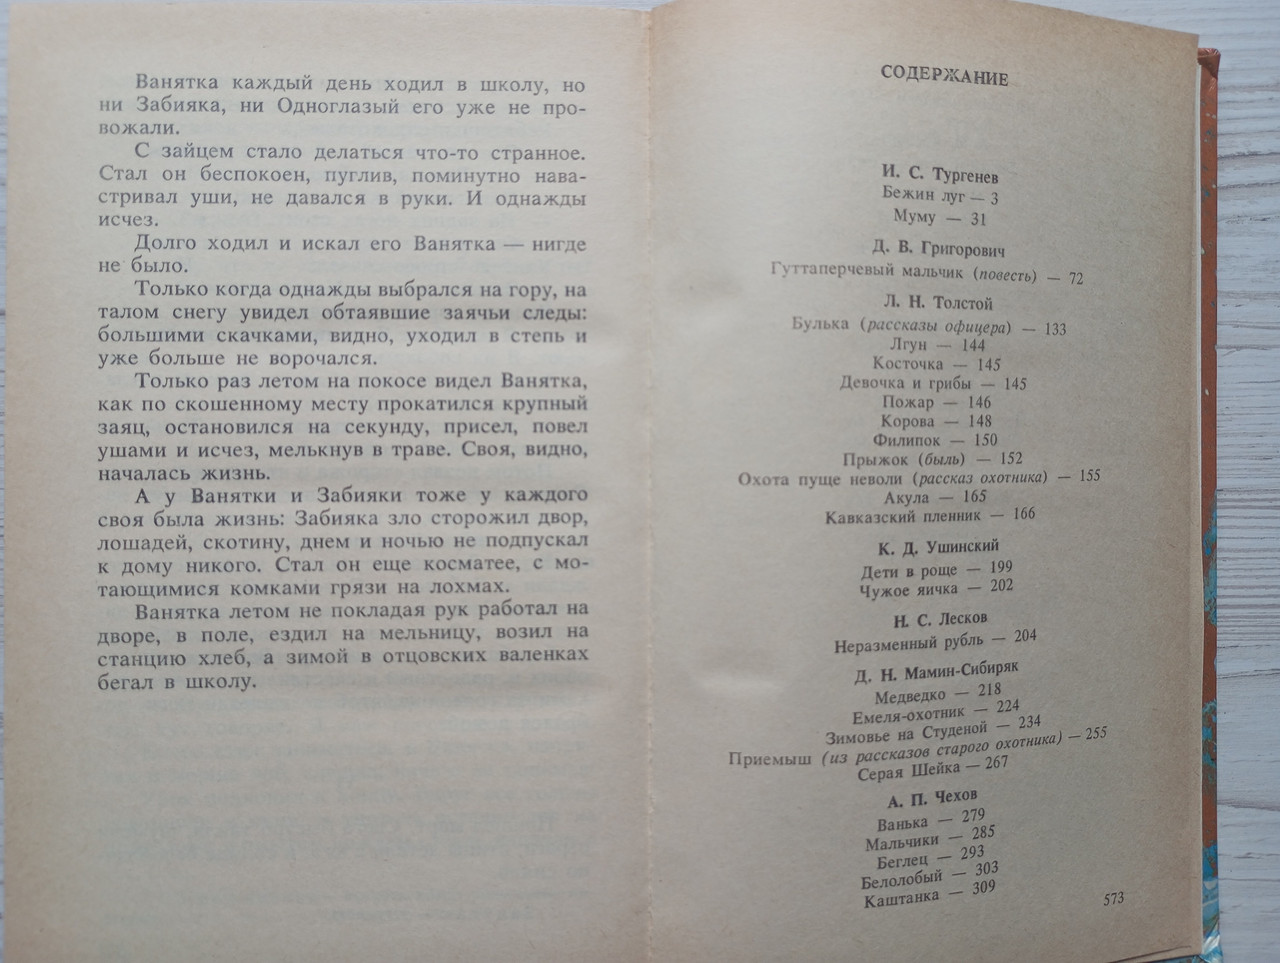 Ванятка каждый день ходил в школу, но
ни Забияка, ни Одноглазый его уже не про-
вожали.
С зайцем стало делаться что-то странное.
Стал он беспокоен, пуглив, поминутно нава-
стривал уши, не давался в руки. И однажды
исчез.
Долго ходил и искал его Ванятка — нигде
не было.
Только когда однажды выбрался на гору, на
талом снегу увидел обтаявшие заячьи следы:
большими скачками, видно, уходил в степь и
уже больше не ворочался.
Только раз летом на покосе видел Ванятка,
как по скошенному месту прокатился крупный
заяц, остановился на секунду, присел, повел
ушами и исчез, мелькнув в траве. Своя, видно,
началась жизнь.
А у Ванятки и Забияки тоже у каждого
своя была жизнь: Забияка зло сторожил двор,
лошадей, скотину, днем и ночью не подпускал
к дому никого. Стал он еще косматее, с мо-
тающимися комками грязи на лохмах.
Ванятка летом не покладая рук работал на
дворе, в поле, ездил на мельницу, возил на
станцию хлеб, а зимой в отцовских валенках
бегал в школу.
СОДЕРЖАНИЕ
И. С. Тургенев
Бежин луг — 3
Муму — 31
Д. В. Григорович
Гуттаперчевый мальчик (повесть) — 72
Л. Н. Толстой
Булька (рассказы офицера) — 133
Лгун — 144
Косточка — 145
Девочка и грибы — 145
Пожар — 146
Корова — 148
Филипок — 150
Прыжок (быль) — 152
Охота пуще неволи (рассказ охотника) — 155
Акула — 165
Кавказский пленник — 166
К. Д. Ушинский
Дети в роще — 199
Чужое яичка — 202
Н. С. Лесков
Неразменный рубль — 204
Д. Н. Мамин-Сибиряк
Медведко — 218
Емеля-охотник — 224
Зимовье на Студеной — 234
Приемыш (из рассказов старого охотника) — 255
Серая Шейка — 267
А. П. Чехов
Ванька — 279
Мальчики — 285
Беглец — 293
Белолобый — 303
Каштанка — 309
573